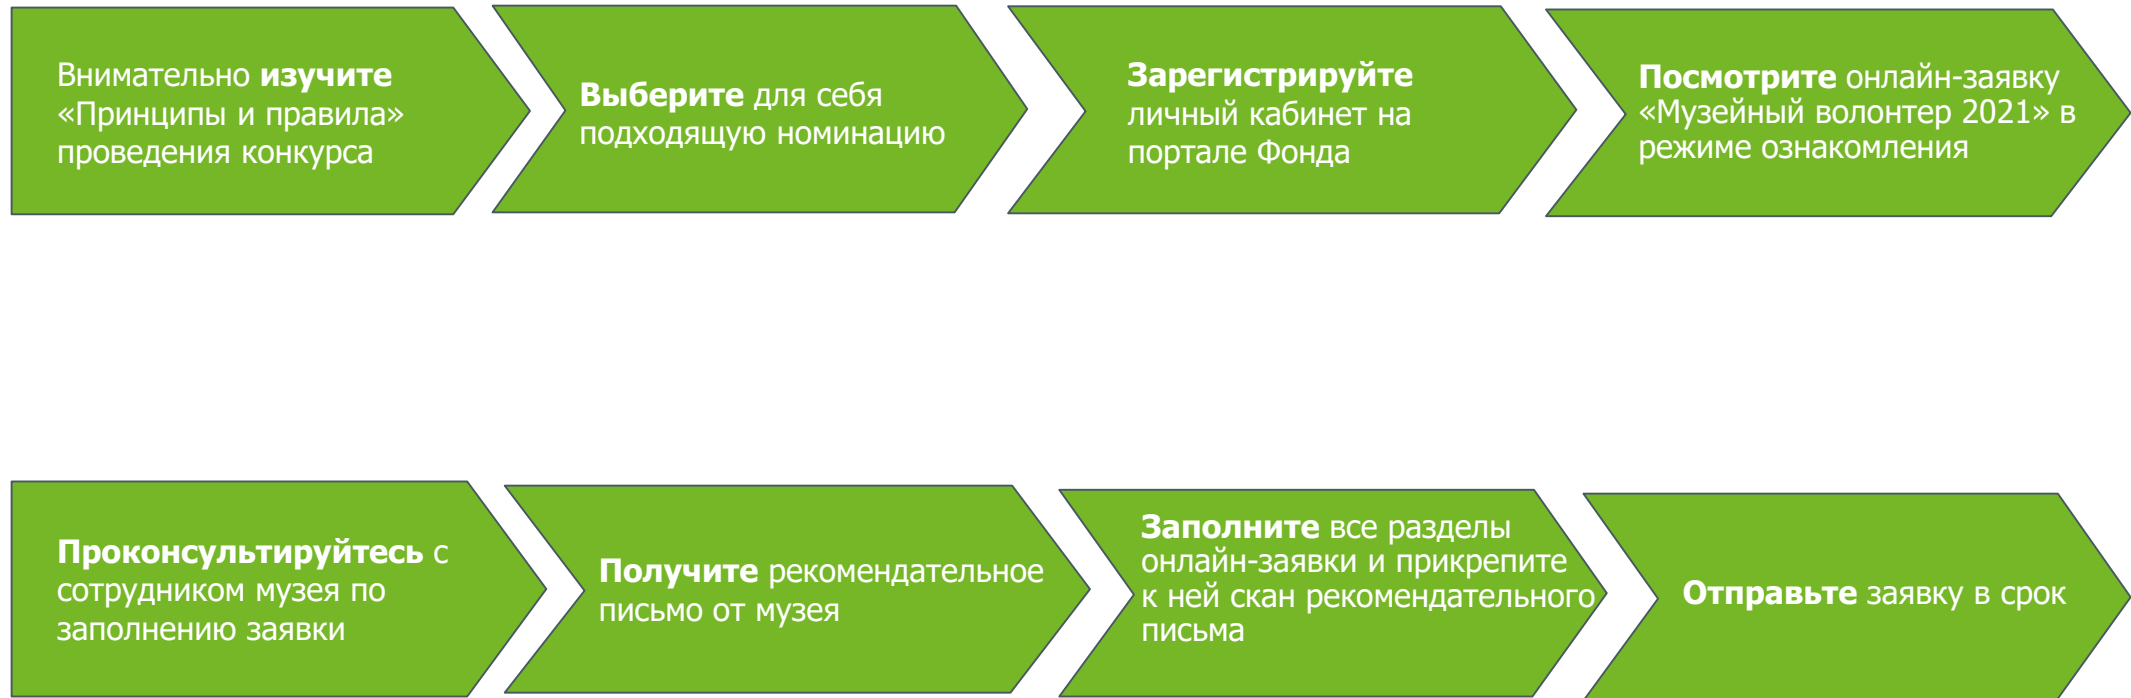 Внимательно изучите
«Принципы и правила»
проведения конкурса
Выберите для себя
подходящую номинацию
Зарегистрируйте
личный кабинет на
портале Фонда
Посмотрите онлайн-заявку
«Музейный волонтер 2021» в
режиме ознакомления
Проконсультируйтесь с
сотрудником музея по
заполнению заявки
Получите рекомендательное
письмо от музея
Заполните все разделы
онлайн-заявки и прикрепите
к ней скан рекомендательного
письма
Отправьте заявку в срок